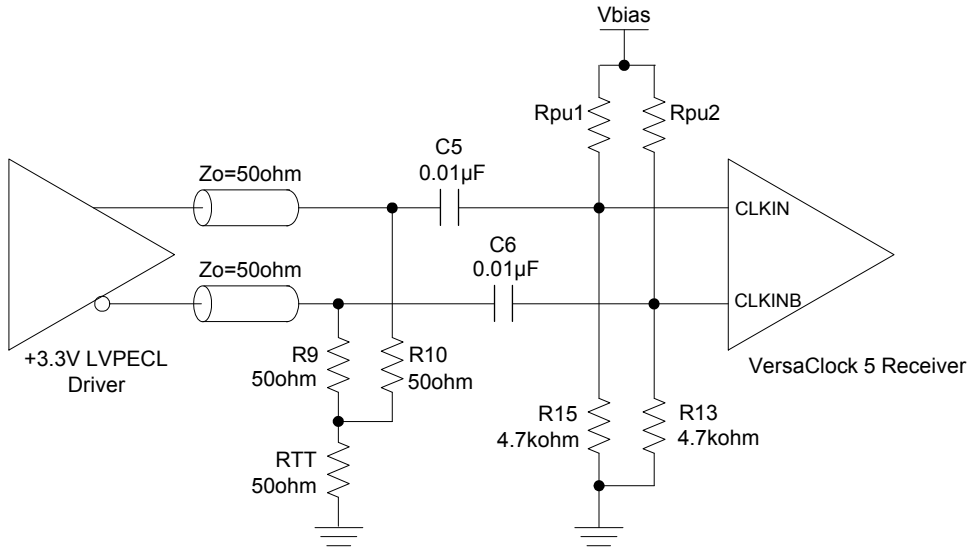 Vbias
Rpu1
Rpu2
C5
0.01µF
Zo=50ohm
CLKIN
C6
0.01µF
Zo=50ohm
CLKINB
+3.3V LVPECL
Driver
R9
50ohm
R10
50ohm
VersaClock 5 Receiver
R15
4.7kohm
R13
4.7kohm
RTT
50ohm